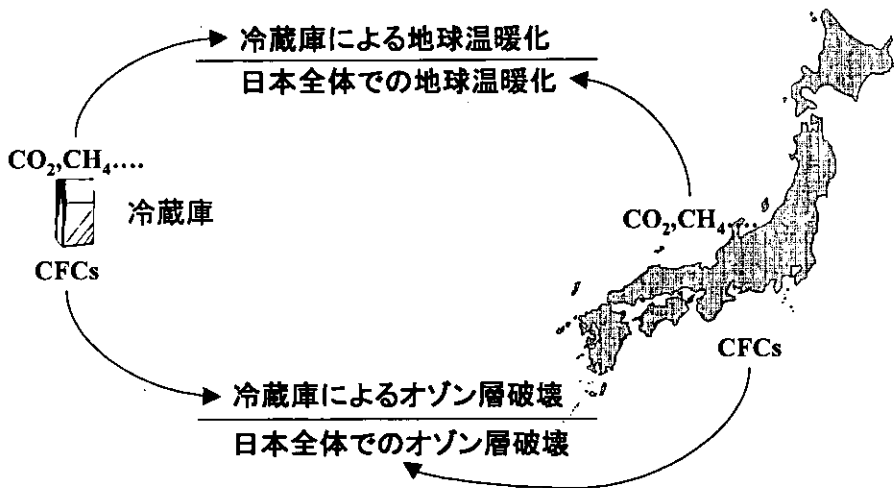 冷蔵庫による地球温暖化
日本全体での地球温暖化
CO₂,CH₄....
冷蔵庫
CFCs
CO₂,CH₄....
CFCs
冷蔵庫によるオゾン層破壊
日本全体でのオゾン層破壊